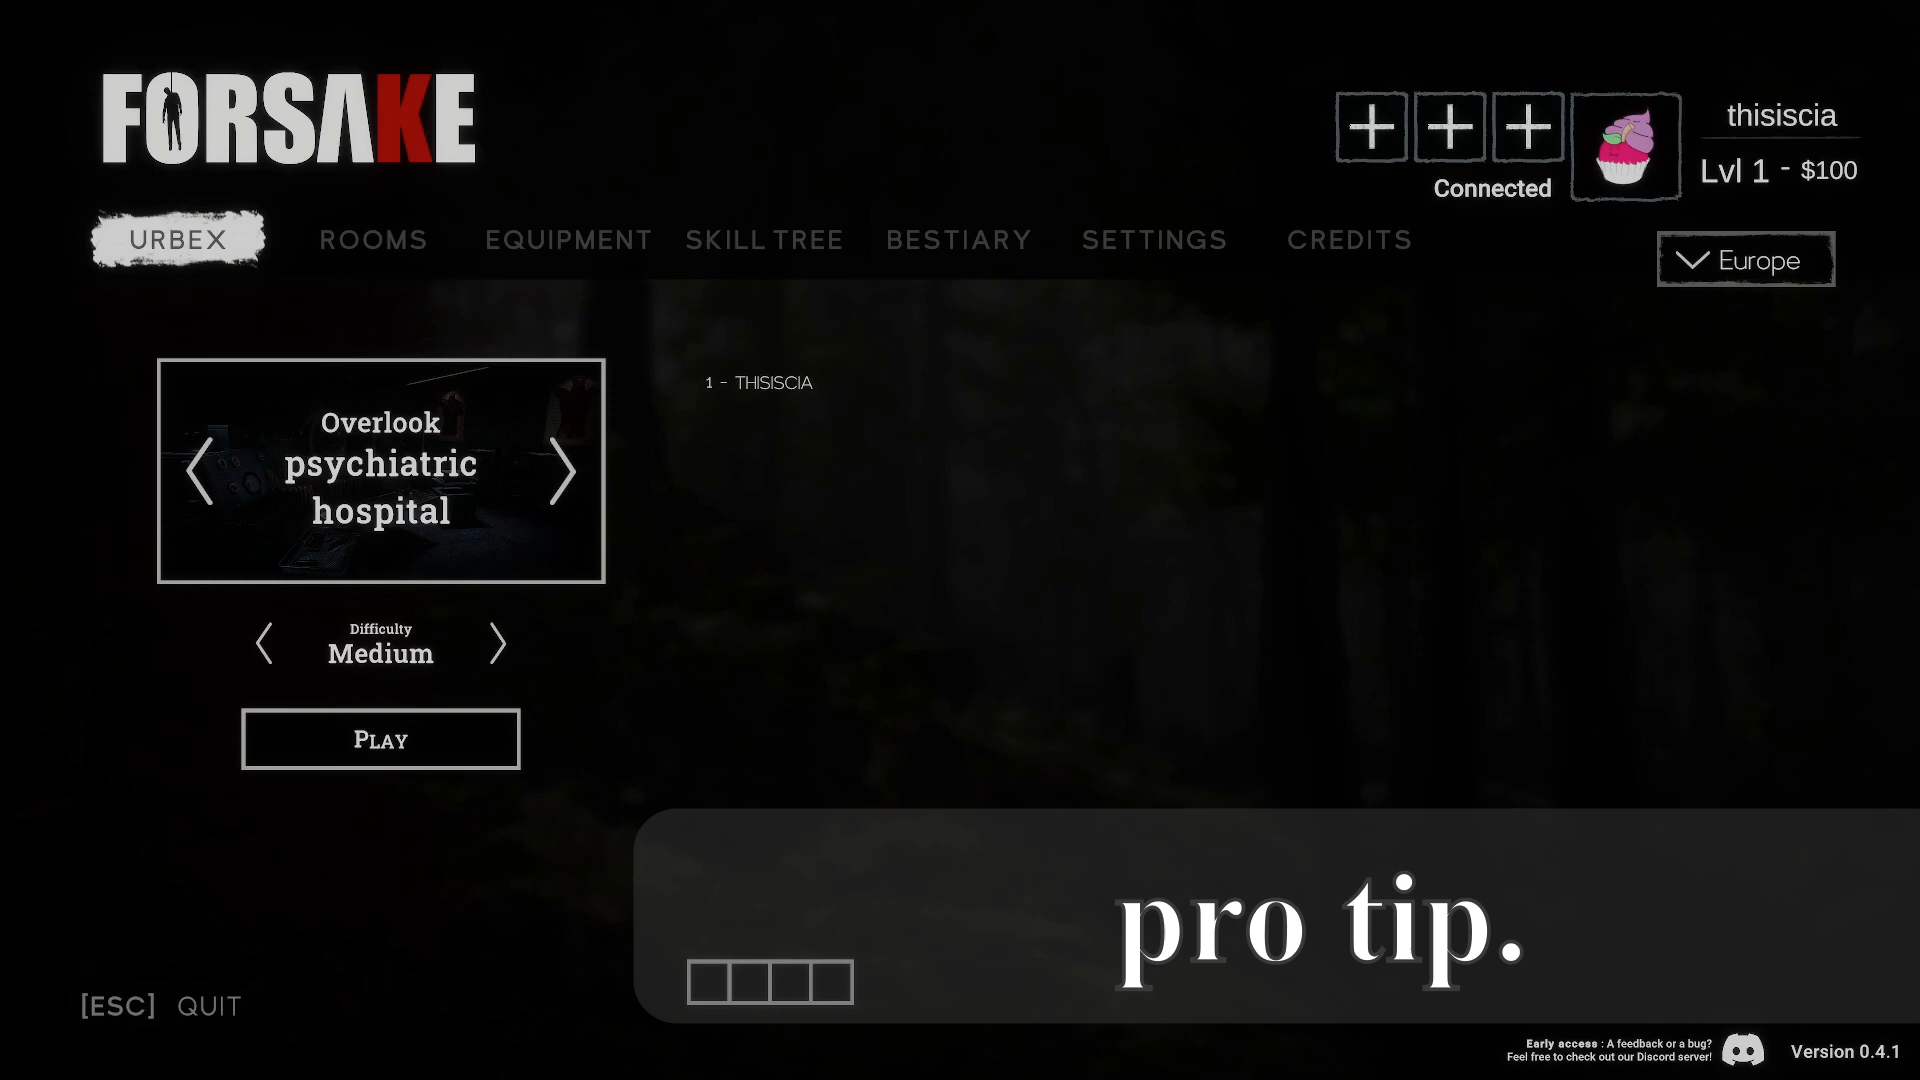 FORSAKE
thisiscia
Lvl 1 - $100
Connected
URBEX ROOMS EQUIPMENT SKILL TREE BESTIARY SETTINGS CREDITS
Europe
Overlook
psychiatric
hospital
1 - THISISCIA
Difficulty
Medium
PLAY
pro tip.
[ESC] QUIT
Early access : A feedback or a bug?
Feel free to check out our Discord server!
Version 0.4.1